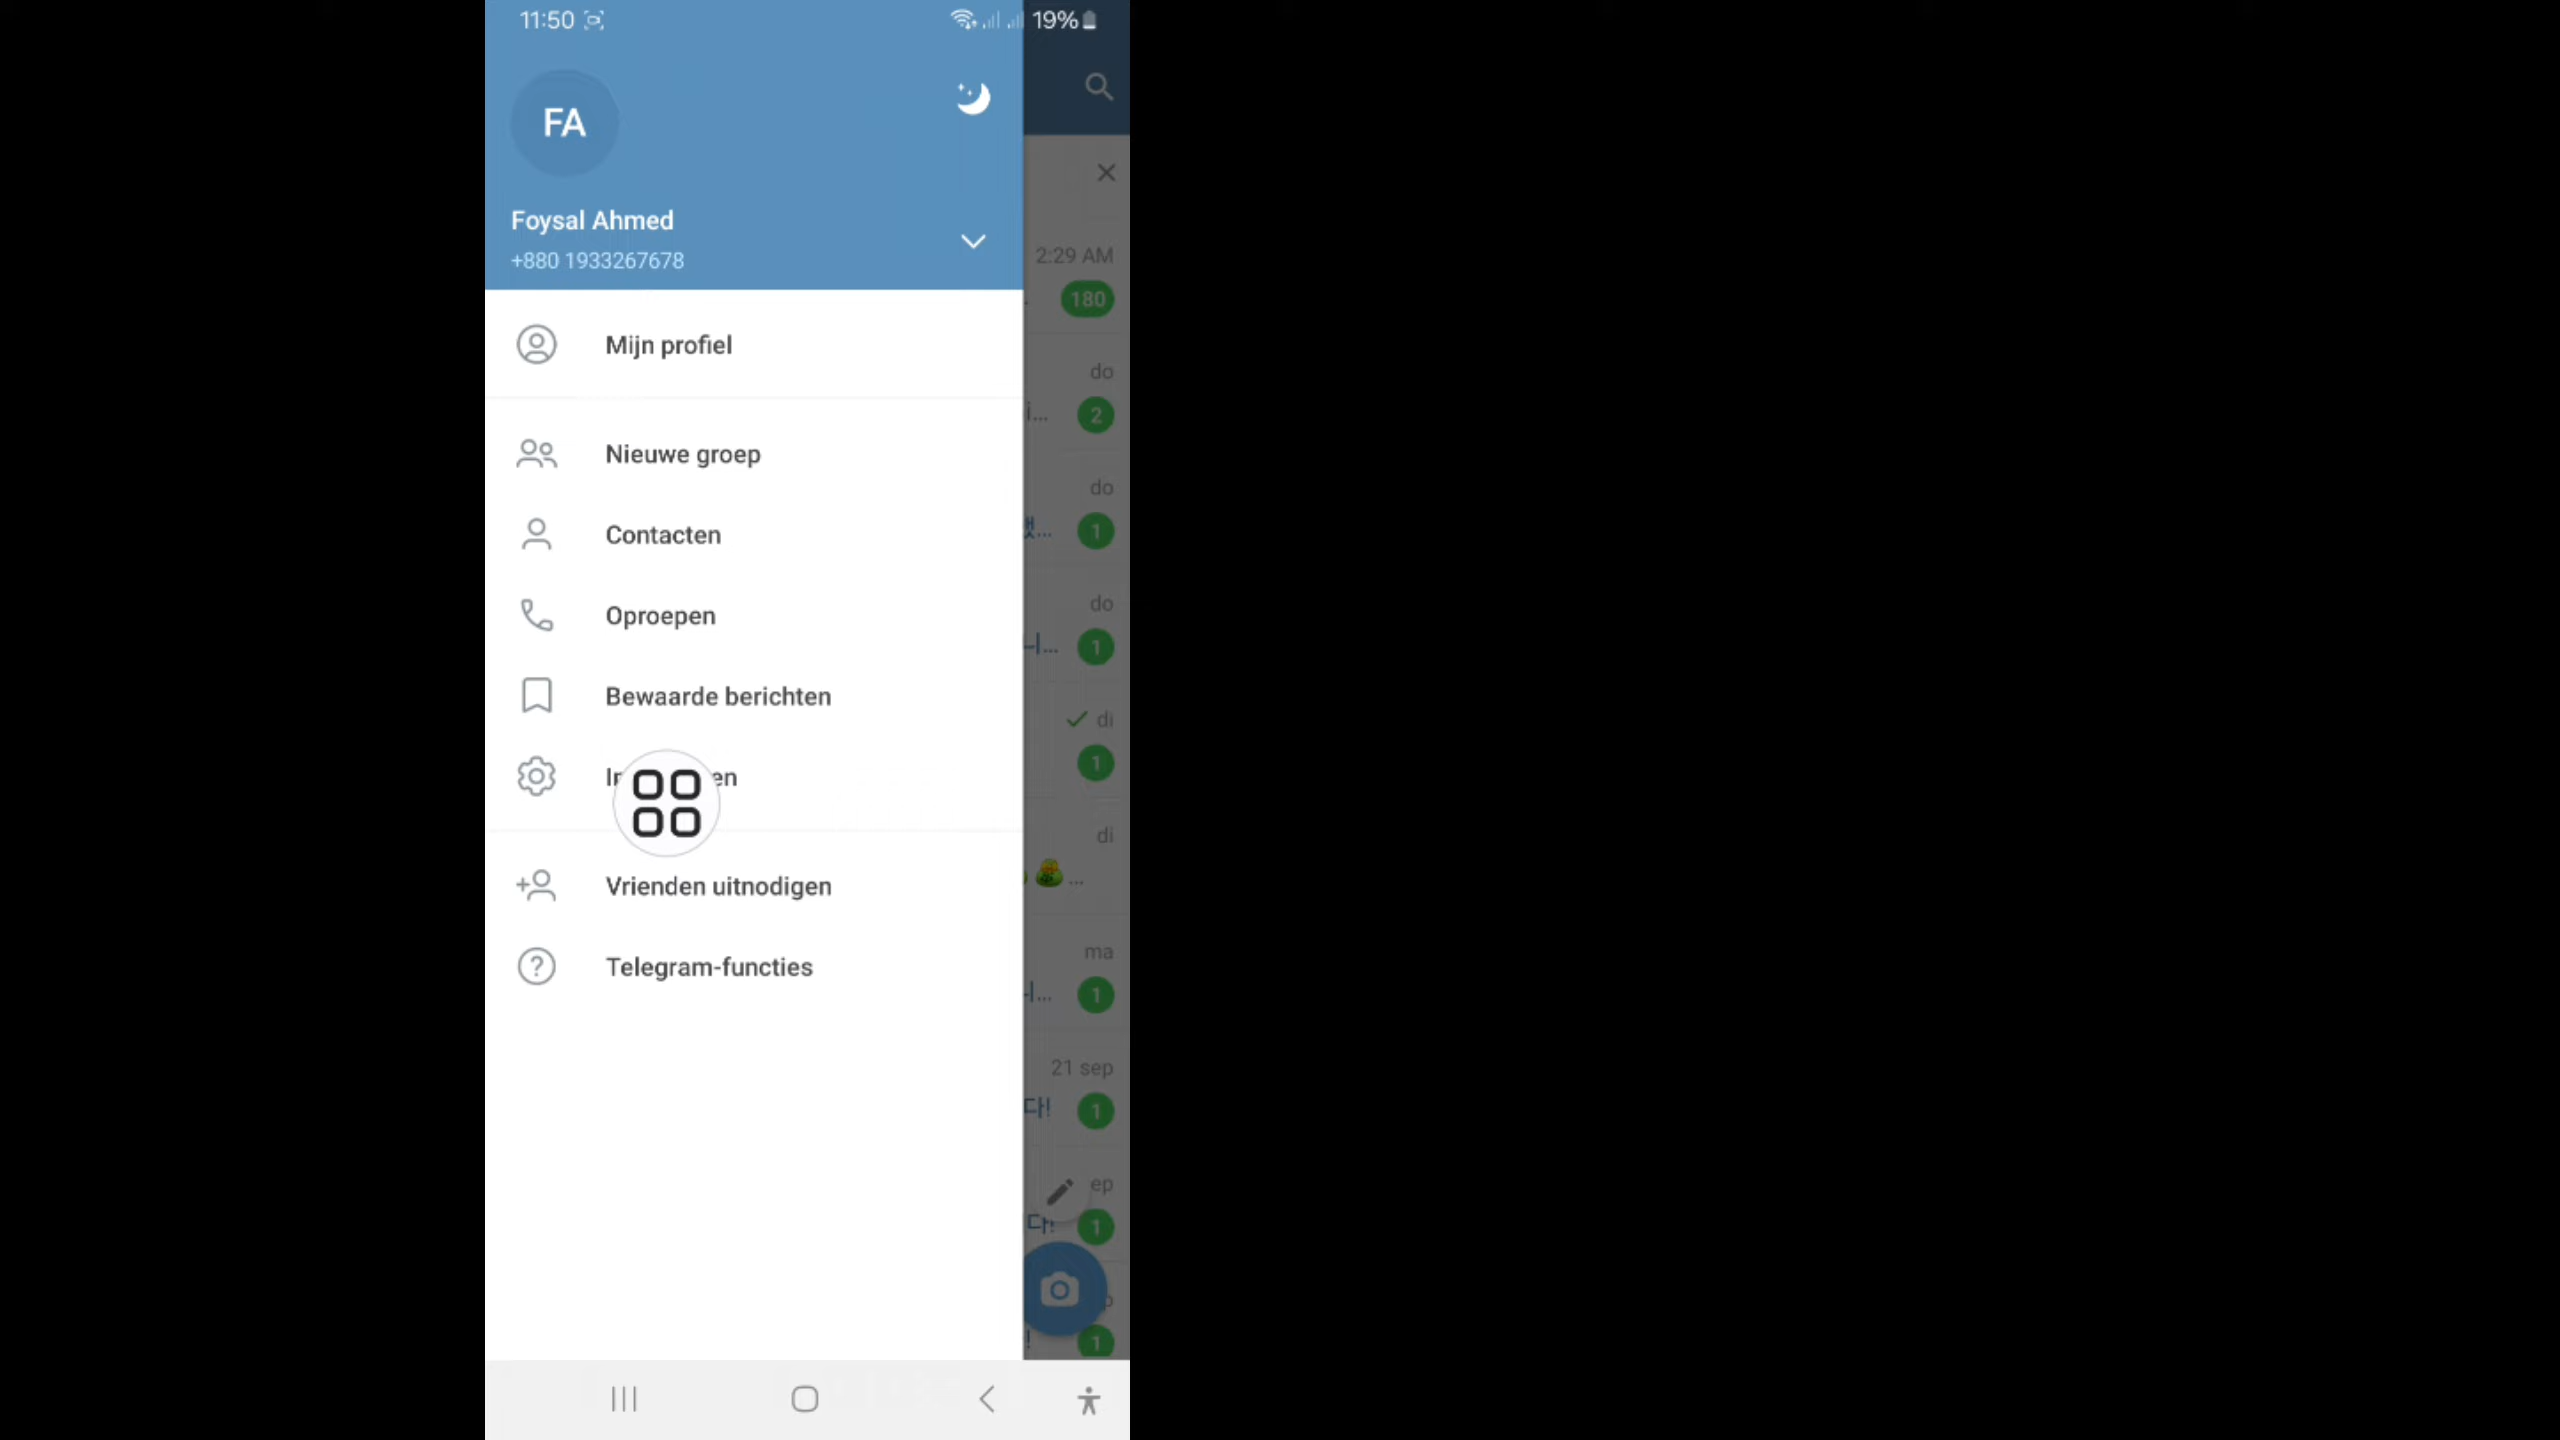 11:50 19%
FA
Foysal Ahmed
+880 1933267678
2:29 AM
180
Mijn profiel
do
2
Nieuwe groep
do
1
Contacten
Oproepen
do
1
Bewaarde berichten
di
1
Vrienden uitnodigen
di
Telegram-functies
ma
1
21 sep
다!
1
다!
1
1